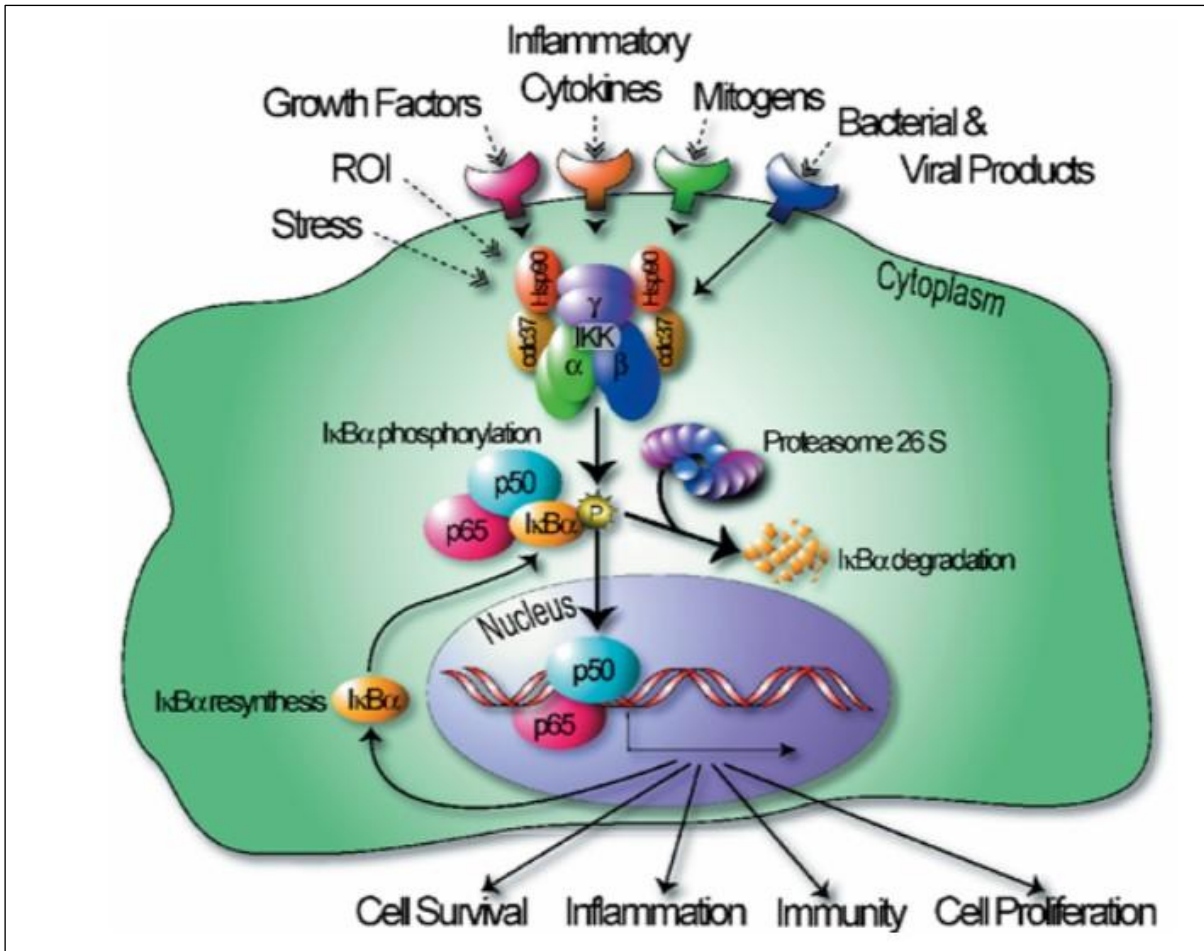 Inflammatory
Cytokines
Growth Factors
Mitogens
Bacterial &
Viral Products
ROI
Stress
Cytoplasm
Hsp90
Hsp90
γ
IKK
cdc37
cdc37
α
β
IκBα phosphorylation
Proteasome 26 S
p50
p65
IκBα
P
IκBα degradation
Nucleus
p50
p65
IκBα resynthesis
IκBα
Cell Survival
Inflammation
Immunity
Cell Proliferation